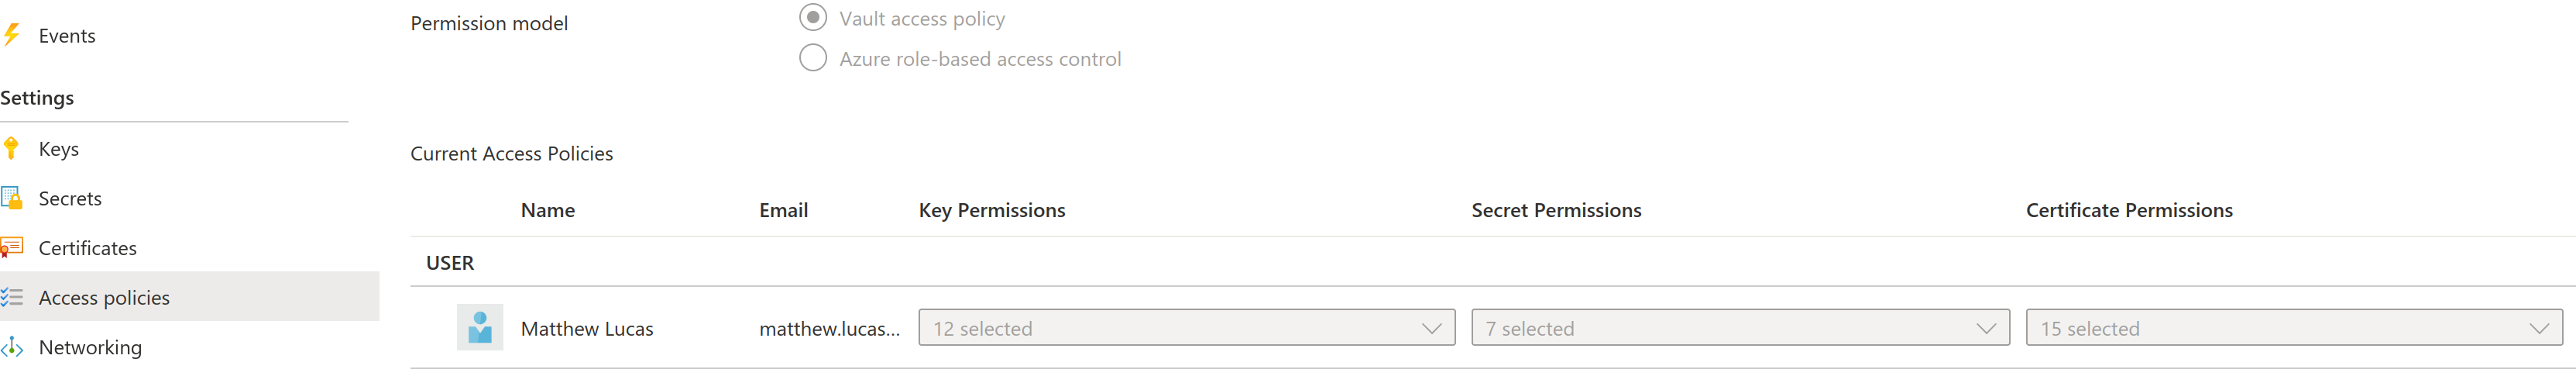 Events
Settings
Keys
Secrets
Certificates
Access policies
Networking
Permission model
Vault access policy
Azure role-based access control
Current Access Policies
Name Email Key Permissions Secret Permissions Certificate Permissions
USER
Matthew Lucas matthew.lucas... 12 selected 7 selected 15 selected